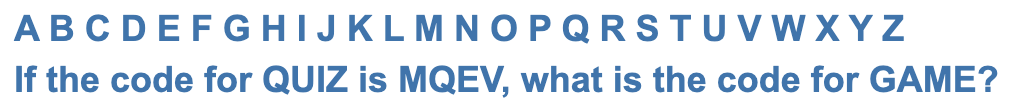 A B C D E F G H I J K L M N O P Q R S T U V W X Y Z
If the code for QUIZ is MQEV, what is the code for GAME?